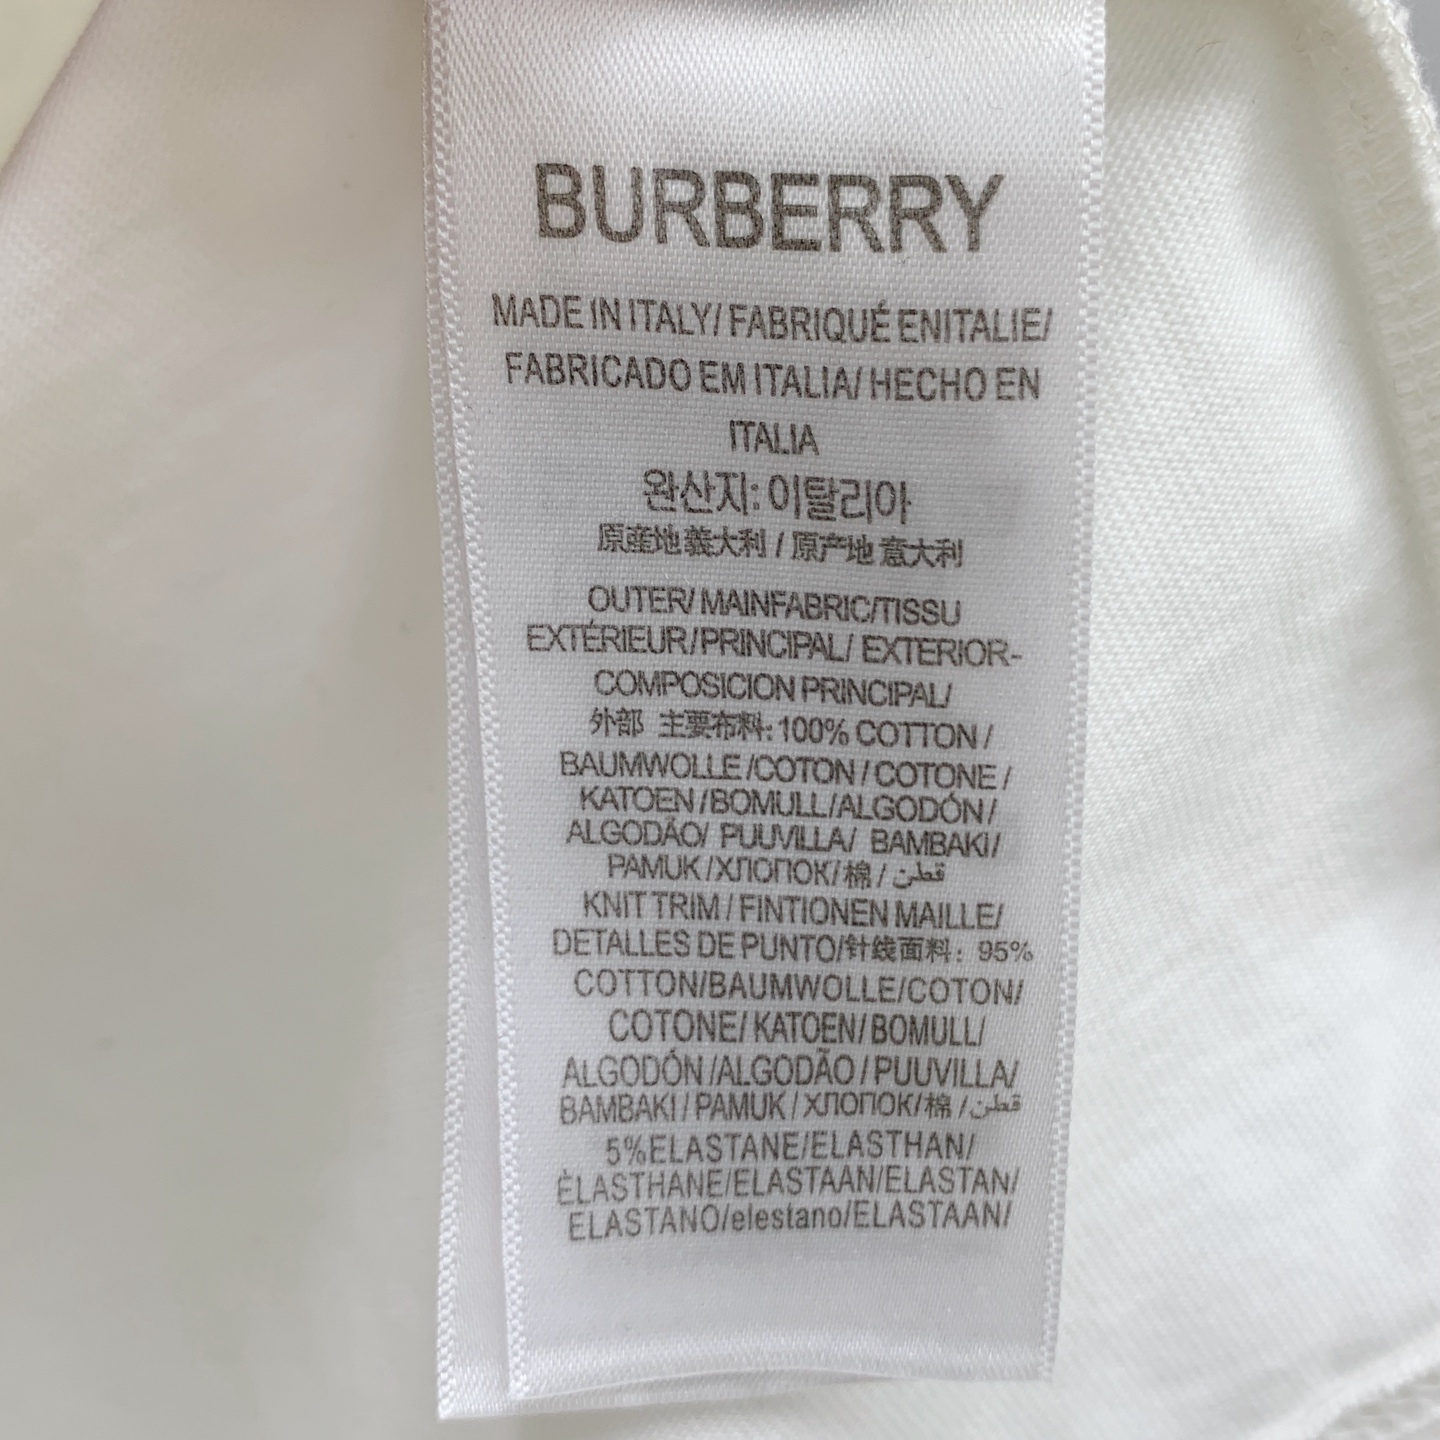 BURBERRY
MADE IN ITALY/ FABRIQUÉ ENITALIE/
FABRICADO EM ITALIA/ HECHO EN
ITALIA
완산지: 이탈리아
原産地義大利 / 原产地 意大利
OUTER/ MAINFABRIC/TISSU
EXTÉRIEUR/PRINCIPAL/ EXTERIOR-
COMPOSICION PRINCIPAL/
外部 主要布料: 100% COTTON /
BAUMWOLLE /COTON / COTONE /
KATOEN /BOMULL/ALGODÓN /
ALGODÃO/ PUUVILLA/ BAMBAKI/
PAMUK /ХЛОПОК/棉 / قطن
KNIT TRIM / FINTIONEN MAILLE/
DETALLES DE PUNTO/针线面料: 95%
COTTON/BAUMWOLLE/COTON/
COTONE/ KATOEN/ BOMULL/
ALGODÓN /ALGODÃO / PUUVILLA/
BAMBAKI / PAMUK / ХЛОПОК/棉 / قطن
5%ELASTANE/ELASTHAN/
ÉLASTHANE/ELASTAAN/ELASTAN/
ELASTANO/elestano/ELASTAAN/